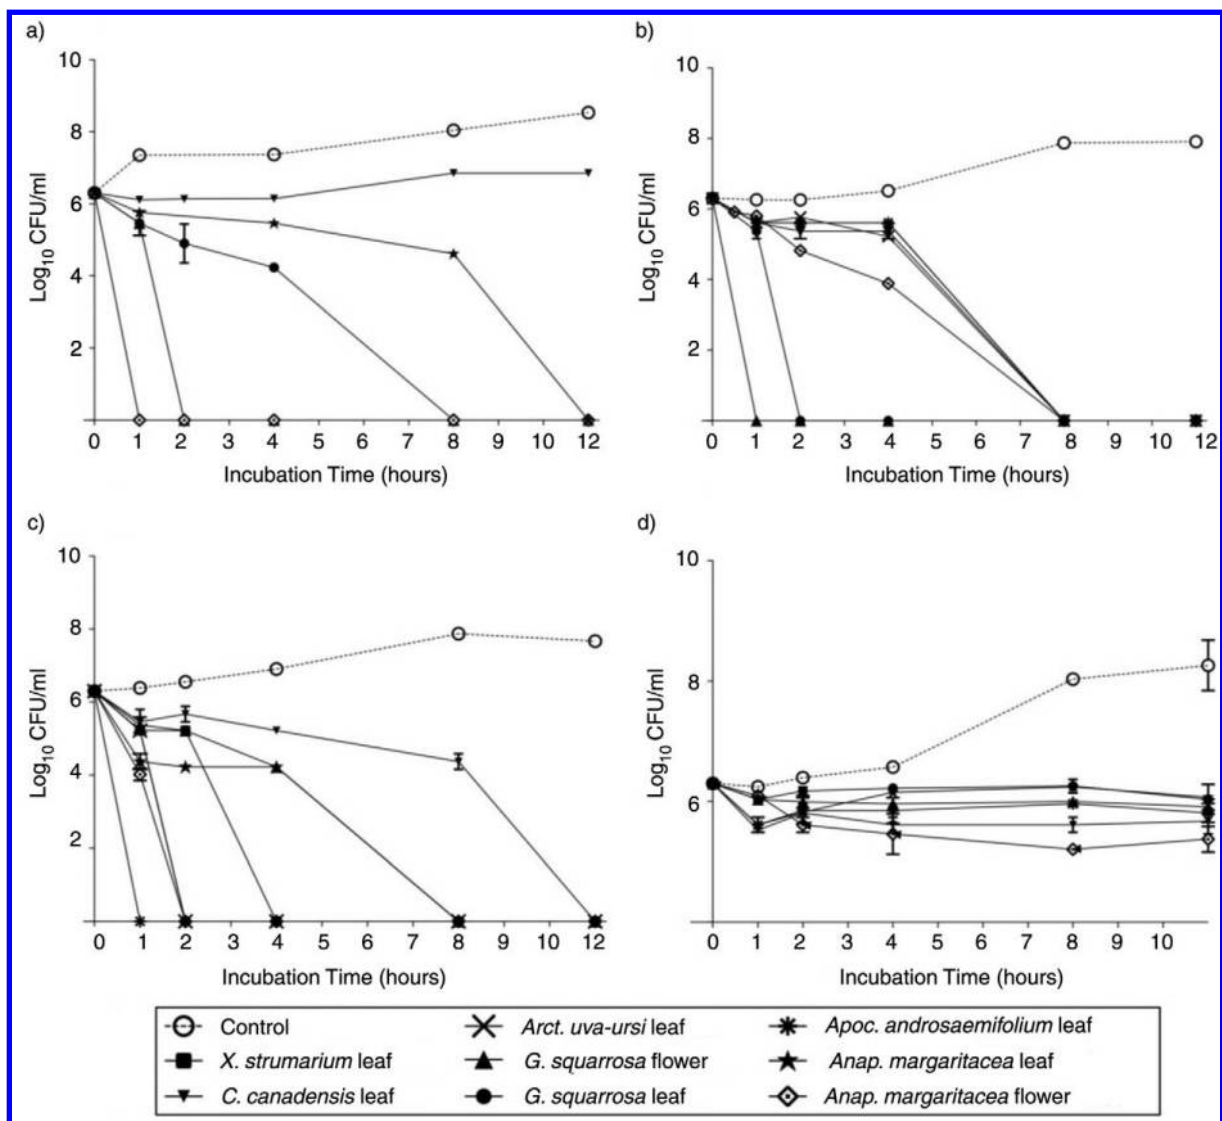 a)
10
8
6
4
2
Log10 CFU/ml
0 1 2 3 4 5 6 7 8 9 10 12
Incubation Time (hours)
b)
10
8
6
4
2
Log10 CFU/ml
0 1 2 3 4 5 6 7 8 9 10 12
Incubation Time (hours)
c)
10
8
6
4
2
Log10 CFU/ml
0 1 2 3 4 5 6 7 8 9 10 12
Incubation Time (hours)
d)
10
8
6
Log10 CFU/ml
0 1 2 3 4 5 6 7 8 9 10
Incubation Time (hours)
Control
Arct. uva-ursi leaf
Apoc. androsaemifolium leaf
X. strumarium leaf
G. squarrosa flower
Anap. margaritacea leaf
C. canadensis leaf
G. squarrosa leaf
Anap. margaritacea flower